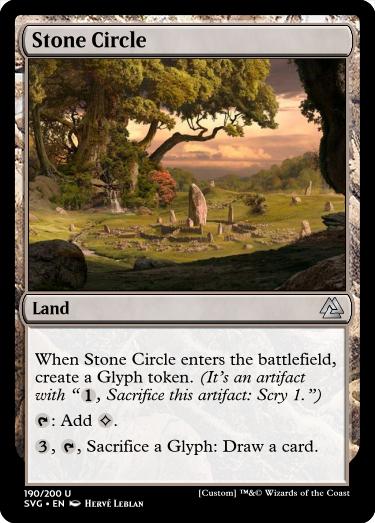 Stone Circle
Land
When Stone Circle enters the battlefield,
create a Glyph token. (It's an artifact
with “1, Sacrifice this artifact: Scry 1.”)
: Add .
3, , Sacrifice a Glyph: Draw a card.
190/200 U
SVG • EN Hervé Leblan
[Custom] ™&© Wizards of the Coast